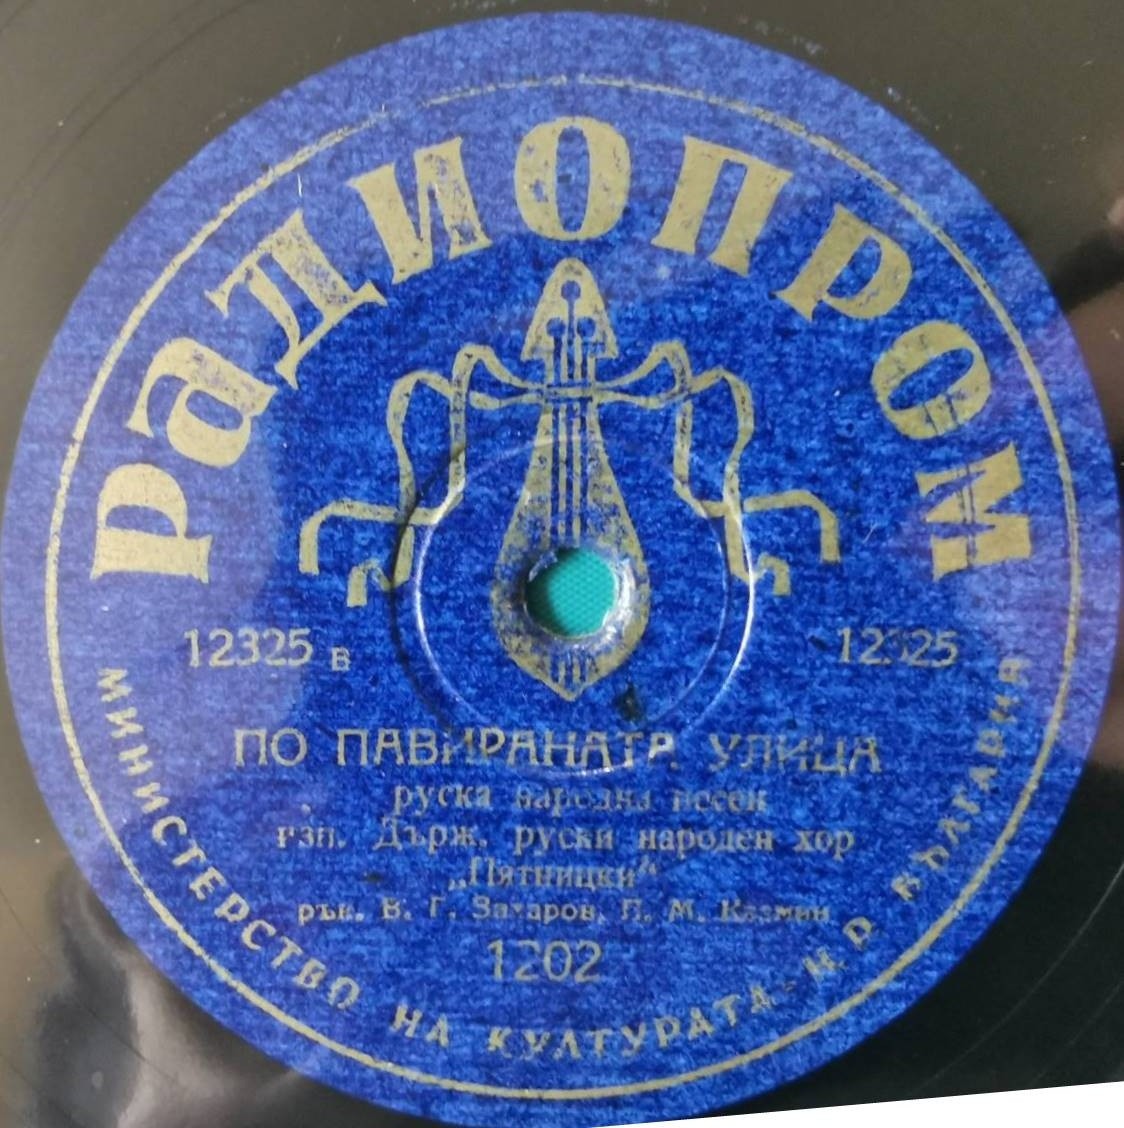 Радиопром
12325 в 12325
ПО ПАВИРАНАТА УЛИЦА
руска народна песен
изп. Държ. руски народен хор
„Пятницки“
рък. В. Г. Захаров, П. М. Казмин
1202
МИНИСТЕРСТВО НА КУЛТУРАТА - Н Р БЪЛГАРИЯ